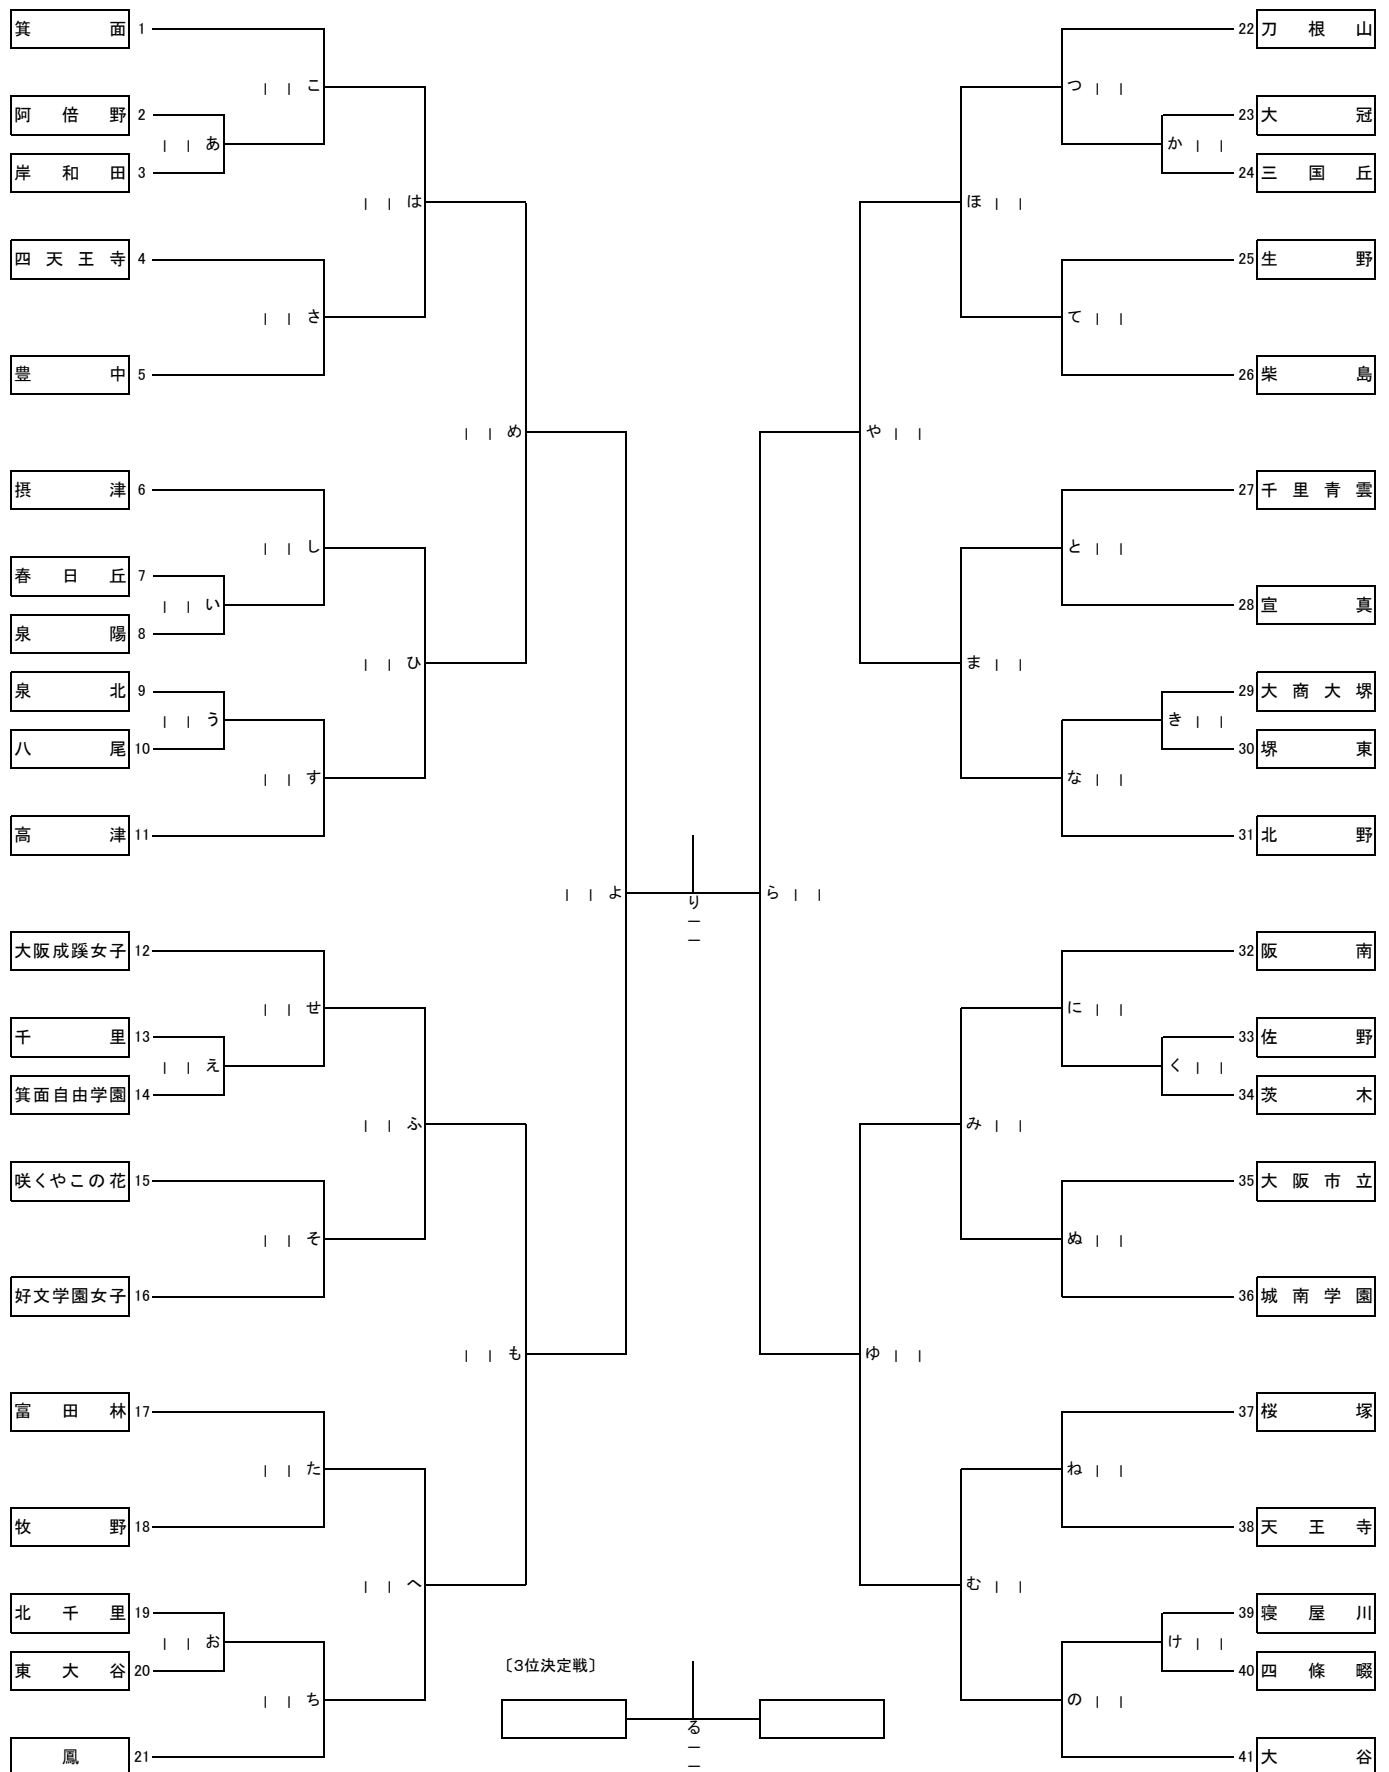 箕面 1
22 刀根山
こ
つ
阿倍野 2
23 大冠
あ
か
岸和田 3
24 三国丘
は
ほ
四天王寺 4
25 生野
さ
て
豊中 5
26 柴島
め
や
摂津 6
27 千里青雲
し
と
春日丘 7
い
28 宣真
泉陽 8
ひ
ま
泉北 9
29 大商大堺
う
き
八尾 10
30 堺東
す
な
高津 11
31 北野
よ
り
ら
大阪成蹊女子 12
32 阪南
せ
に
千里 13
33 佐野
え
く
箕面自由学園 14
34 茨木
ふ
み
咲くやこの花 15
35 大阪市立
そ
ぬ
好文学園女子 16
36 城南学園
も
ゆ
富田林 17
37 桜塚
た
ね
牧野 18
38 天王寺
へ
む
北千里 19
39 寝屋川
お
け
東大谷 20
40 四條畷
〔3位決定戦〕
ち
の
る
鳳 21
41 大谷